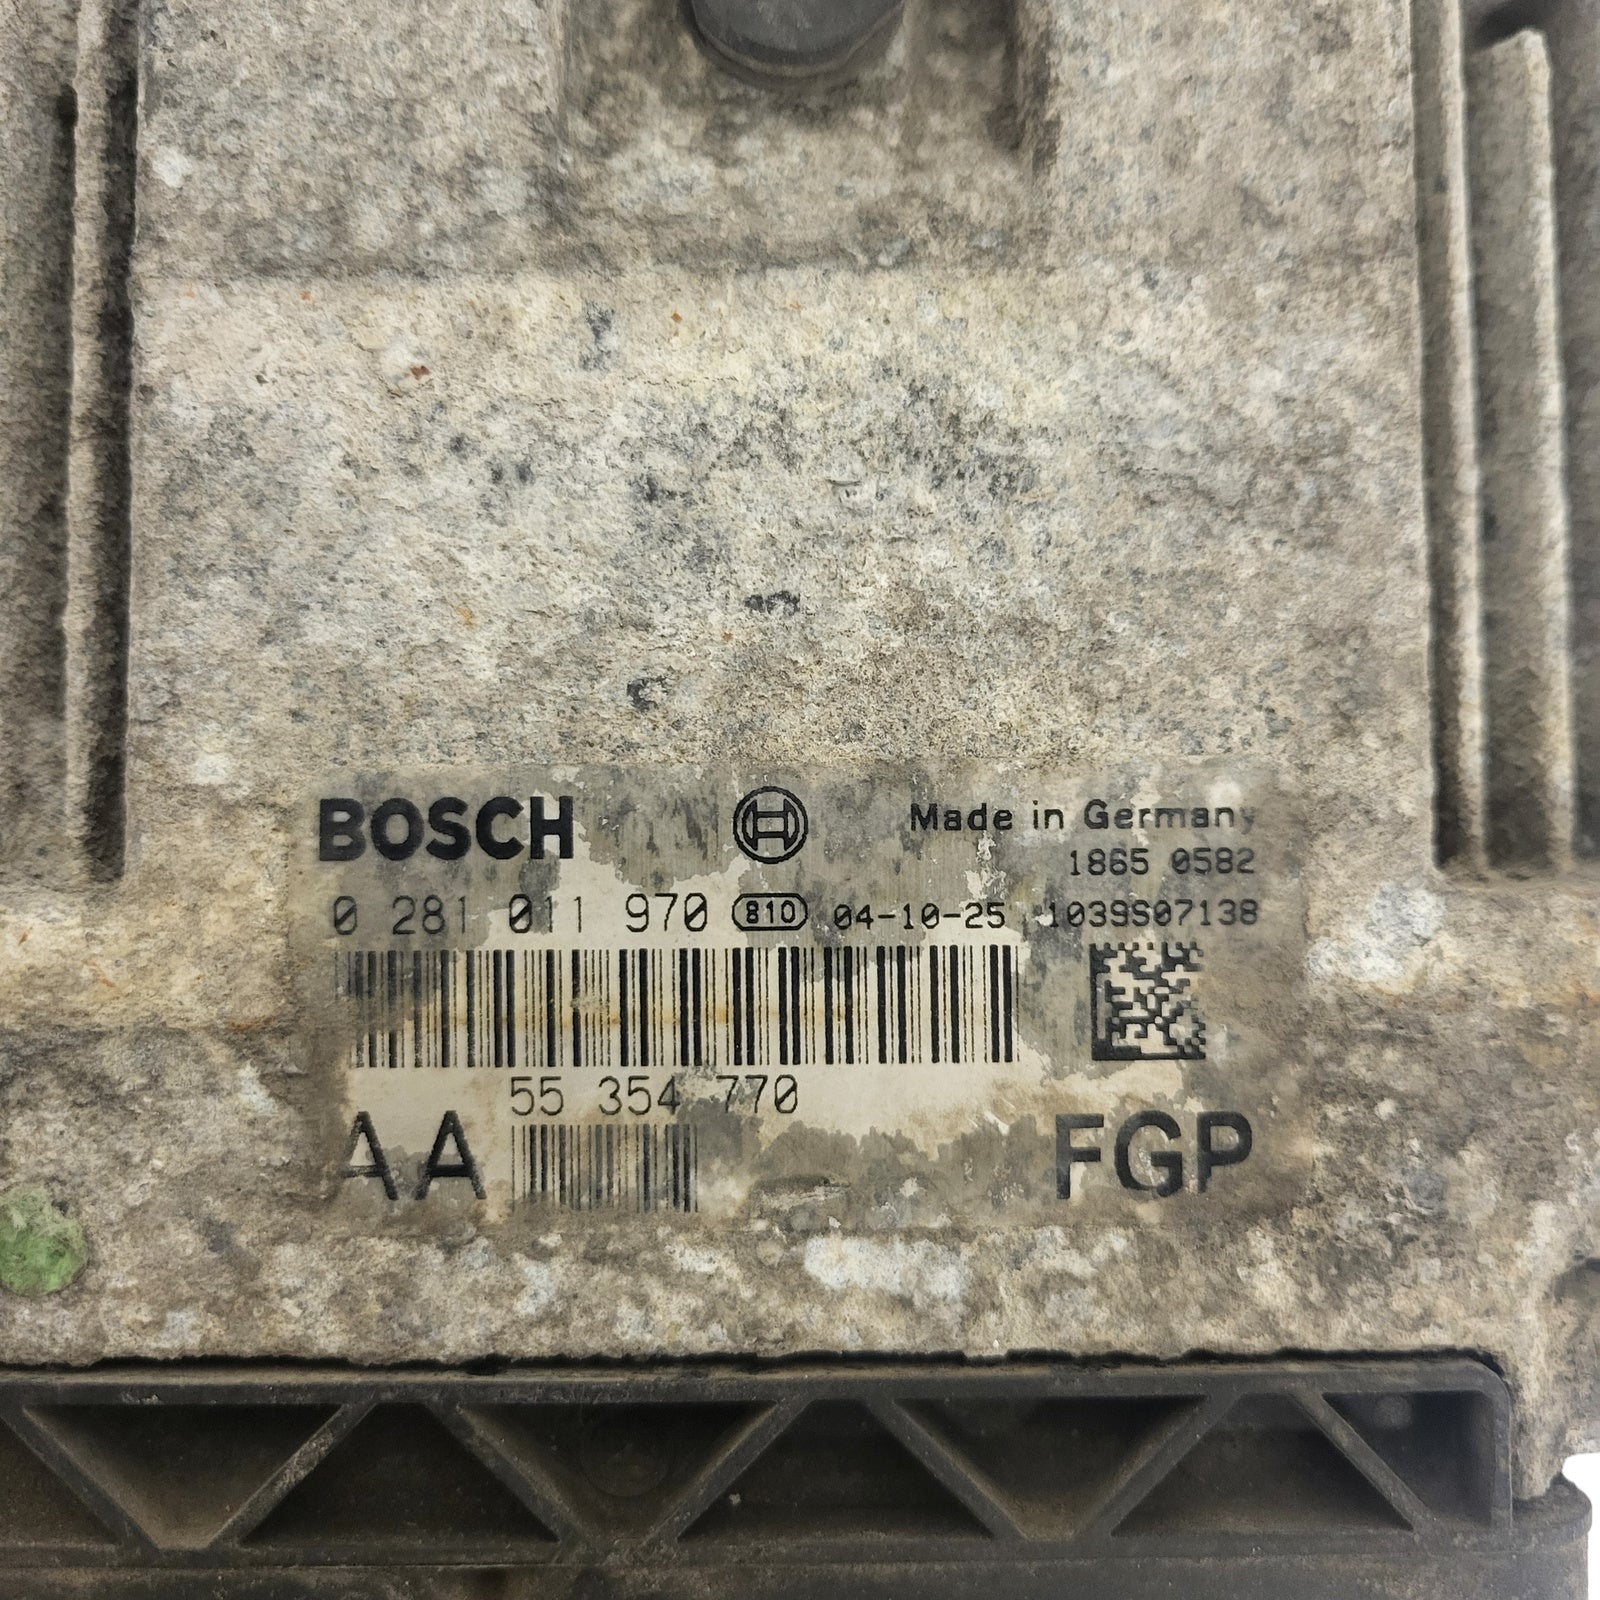 BOSCH Made in Germany
1865 0582
0 281 011 970 810 04-10-25 1039S07138
55 354 770
AA FGP